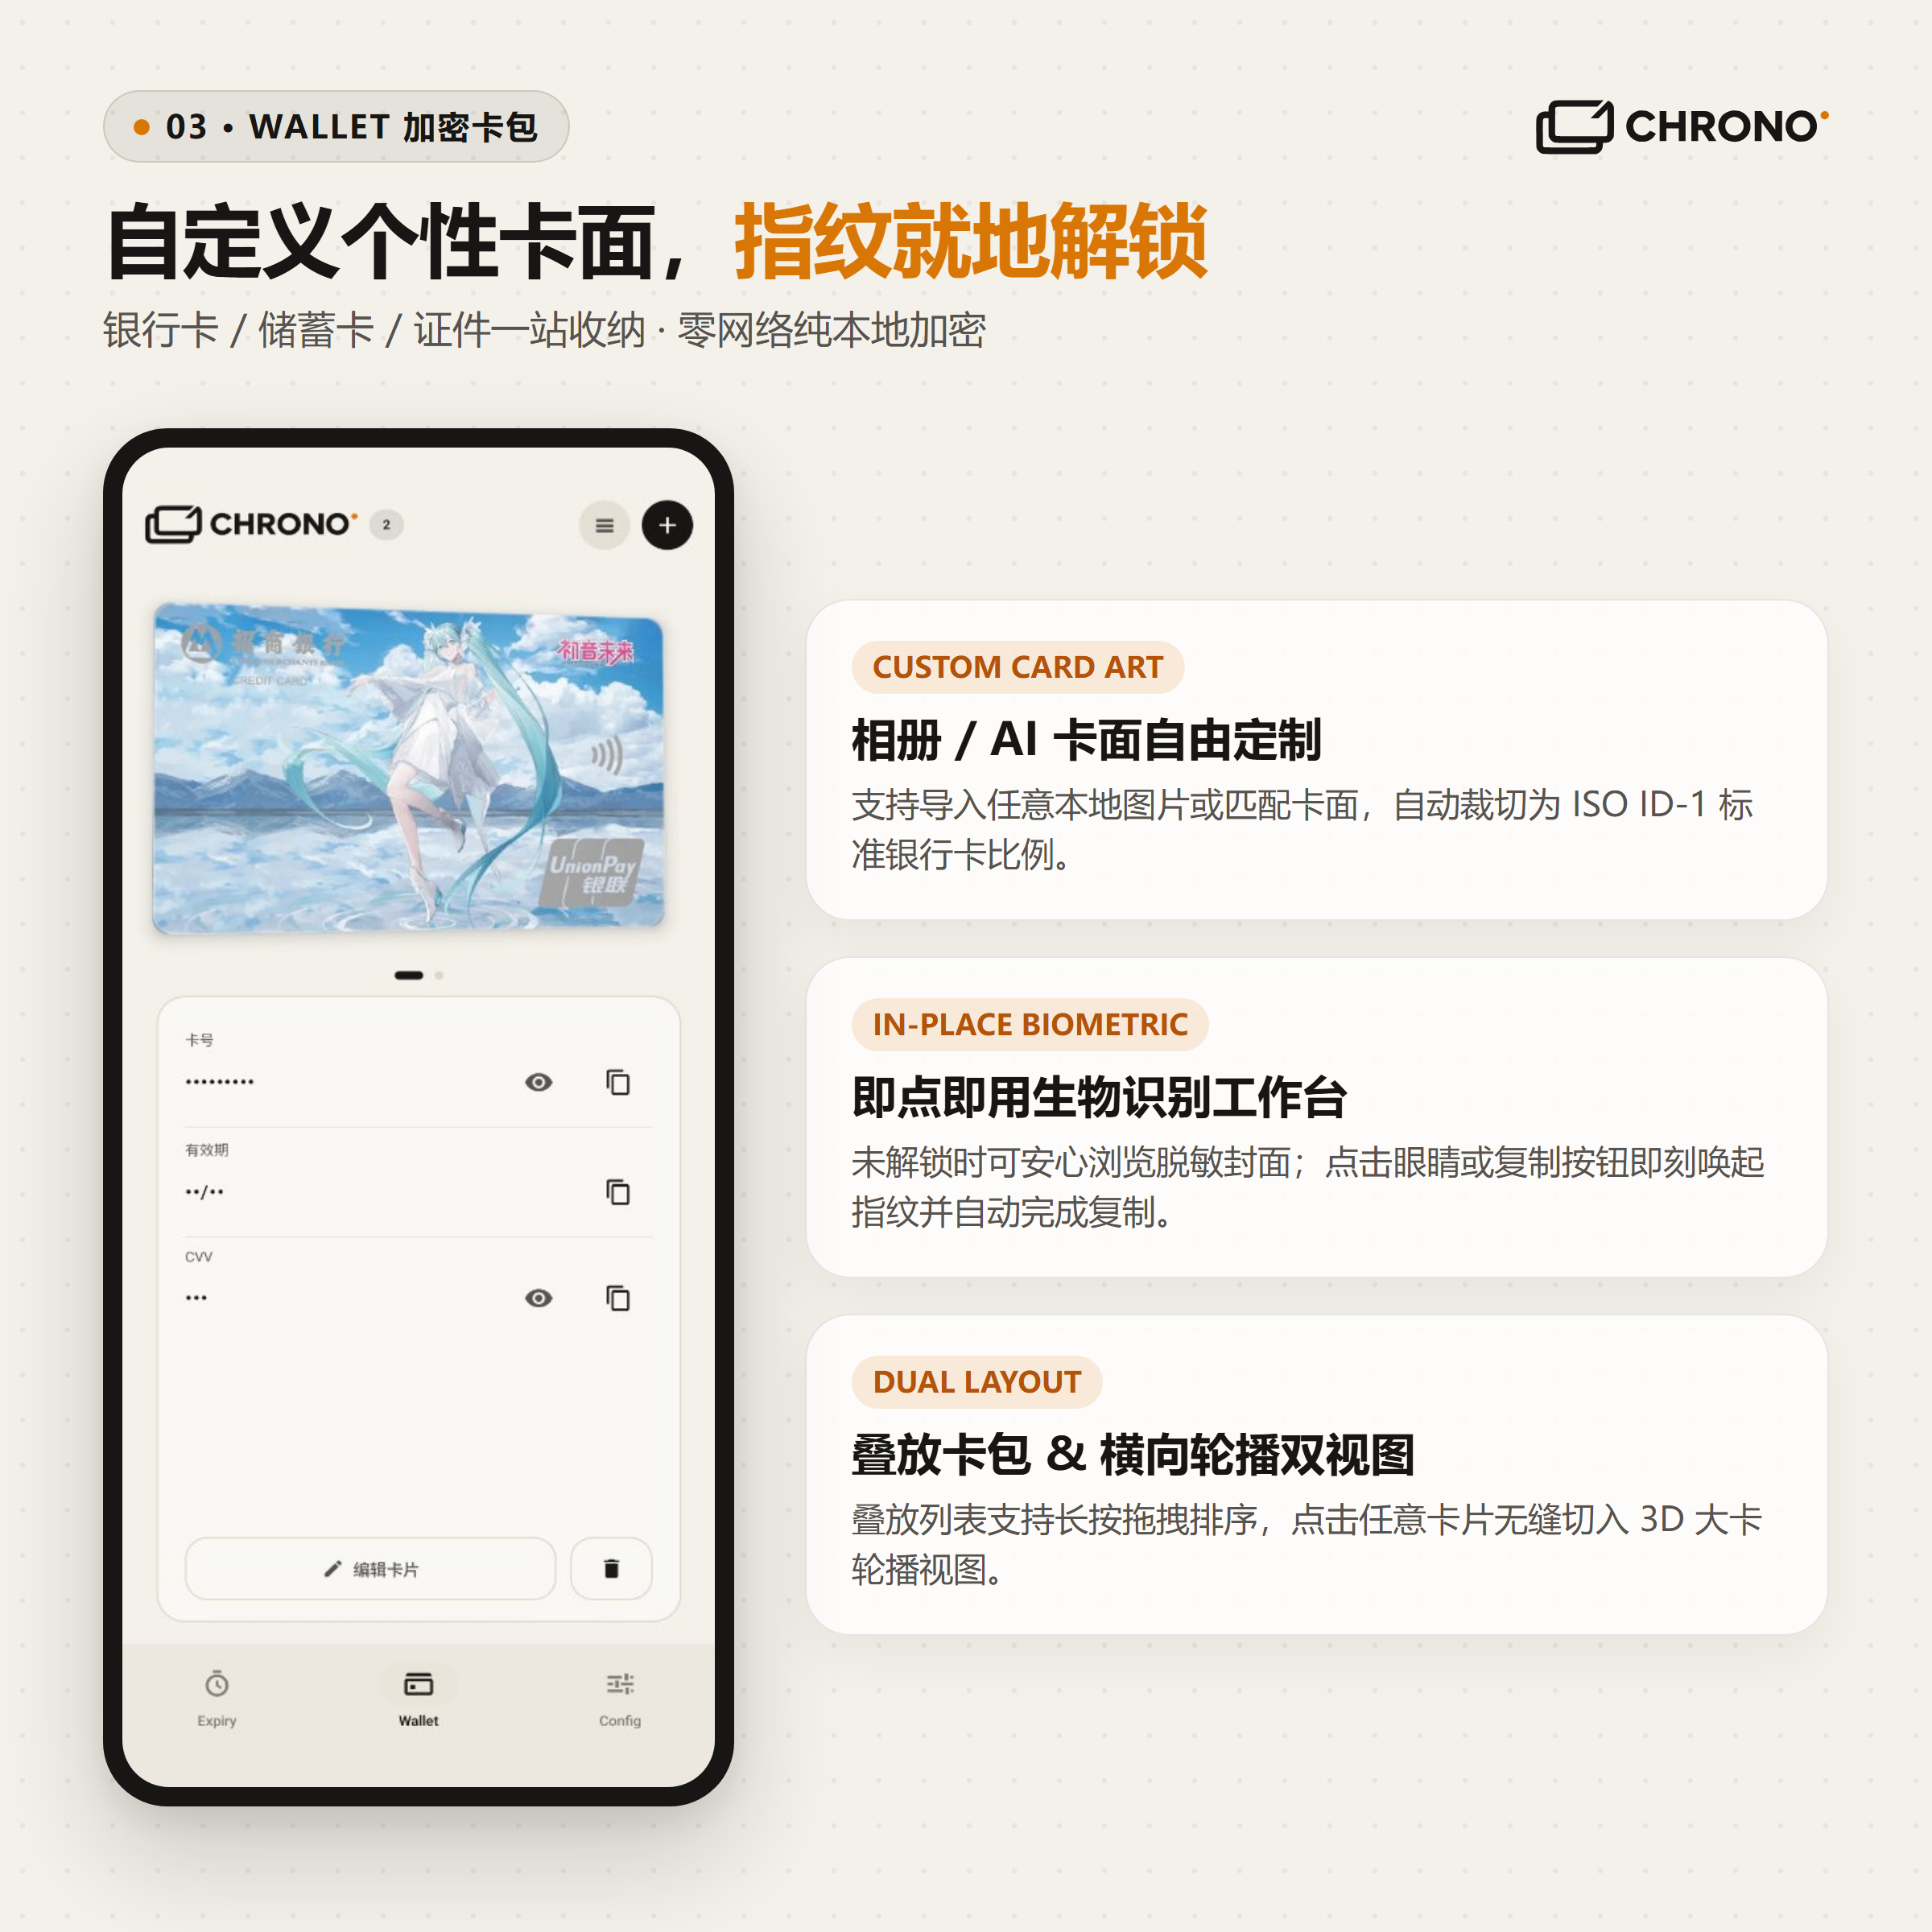 03 • WALLET 加密卡包
CHRONO
自定义个性卡面，指纹就地解锁
银行卡 / 储蓄卡 / 证件一站收纳 · 零网络纯本地加密
CHRONO
2
招商银行
CHINA MERCHANTS BANK
CREDIT CARD
初音未来
UnionPay
银联
卡号
•••••••••
有效期
••/••
CVV
•••
编辑卡片
Expiry
Wallet
Config
CUSTOM CARD ART
相册 / AI 卡面自由定制
支持导入任意本地图片或匹配卡面，自动裁切为 ISO ID-1 标
准银行卡比例。
IN-PLACE BIOMETRIC
即点即用生物识别工作台
未解锁时可安心浏览脱敏封面；点击眼睛或复制按钮即刻唤起
指纹并自动完成复制。
DUAL LAYOUT
叠放卡包 & 横向轮播双视图
叠放列表支持长按拖拽排序，点击任意卡片无缝切入 3D 大卡
轮播视图。